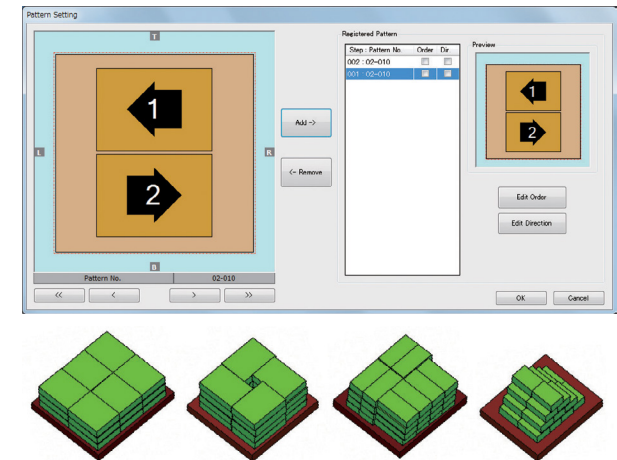 Pattern Setting
T
L
R
B
1
2
Pattern No.
02-010
<<
<
>
>>
Add ->
<- Remove
Registered Pattern
Step : Pattern No
Order
Dir.
002 : 02-010
001 : 02-010
Preview
1
2
Edit Order
Edit Direction
OK
Cancel